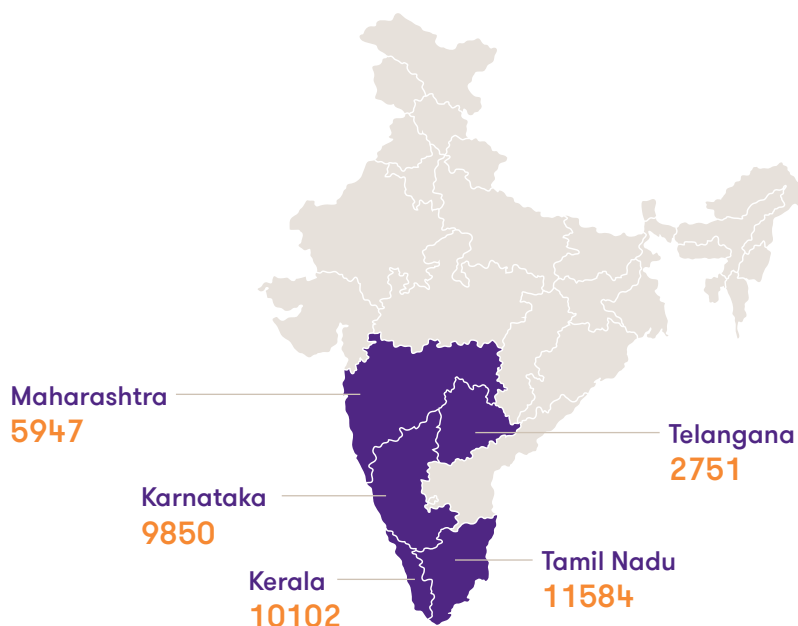 Maharashtra
5947
Telangana
2751
Karnataka
9850
Tamil Nadu
11584
Kerala
10102